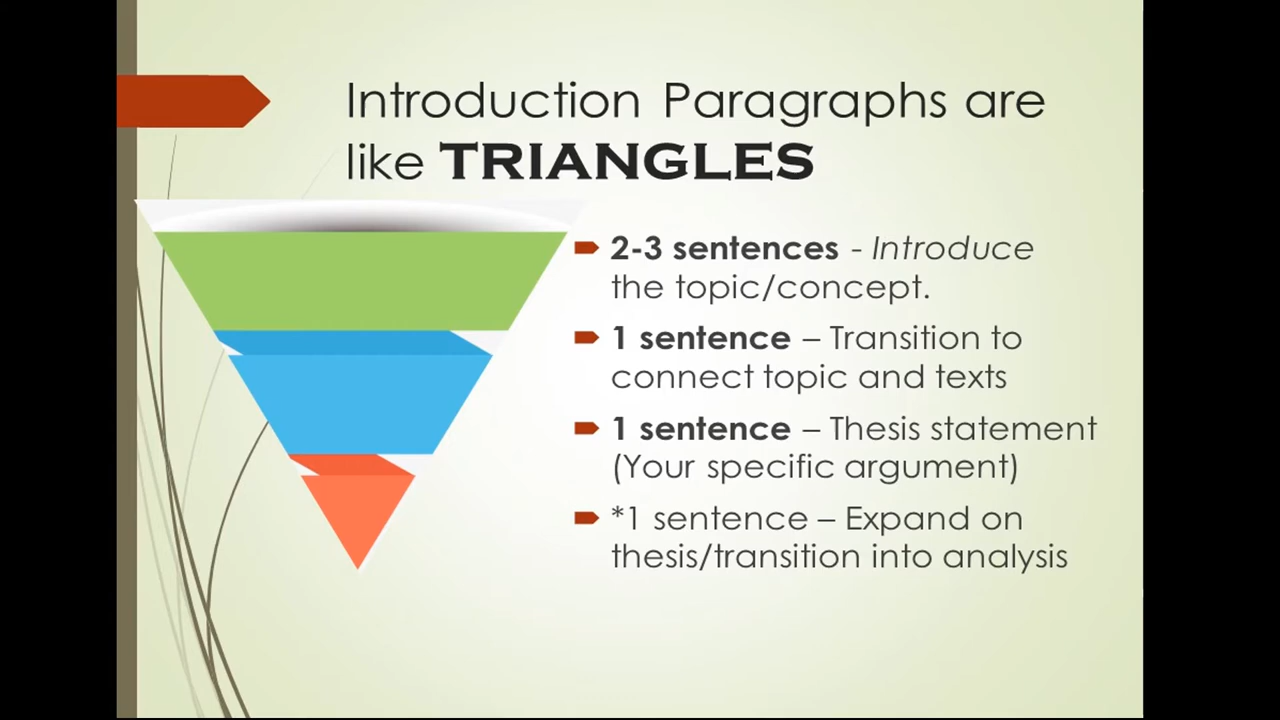 Introduction Paragraphs are
like TRIANGLES
2-3 sentences - Introduce
the topic/concept.
1 sentence – Transition to
connect topic and texts
1 sentence – Thesis statement
(Your specific argument)
*1 sentence – Expand on
thesis/transition into analysis